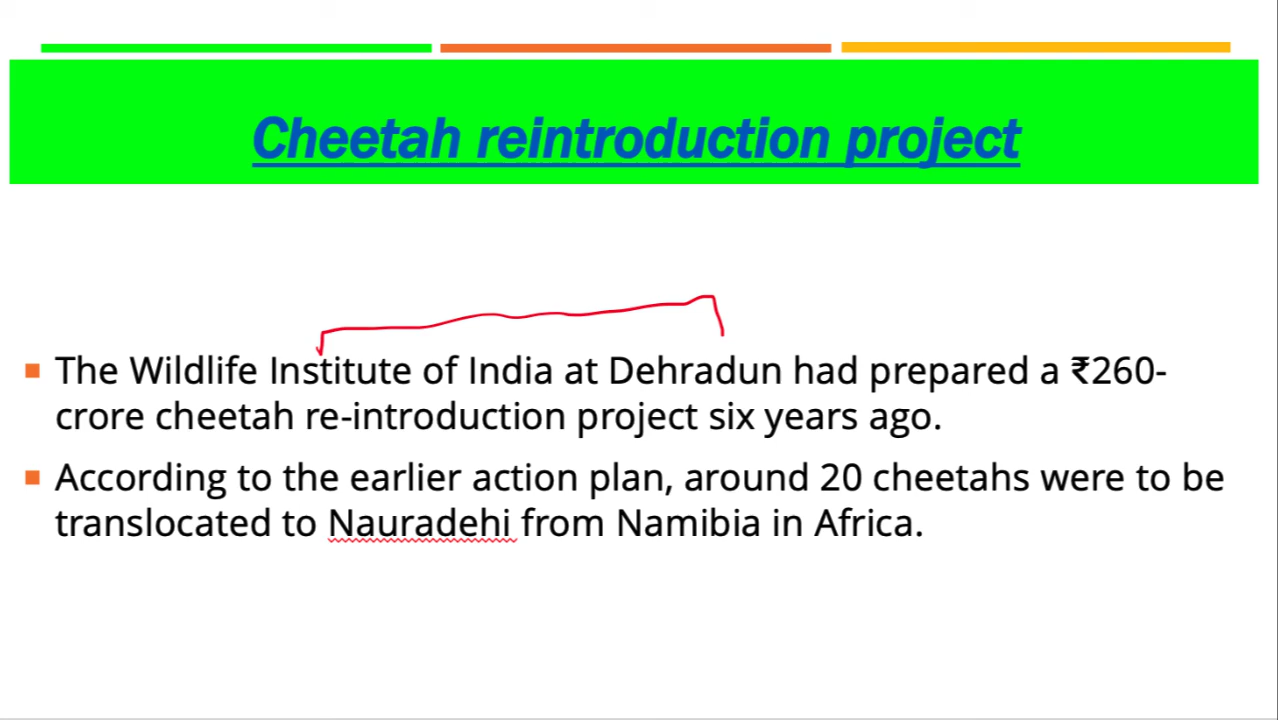 Cheetah reintroduction project
The Wildlife Institute of India at Dehradun had prepared a ₹260-
crore cheetah re-introduction project six years ago.
According to the earlier action plan, around 20 cheetahs were to be
translocated to Nauradehi from Namibia in Africa.